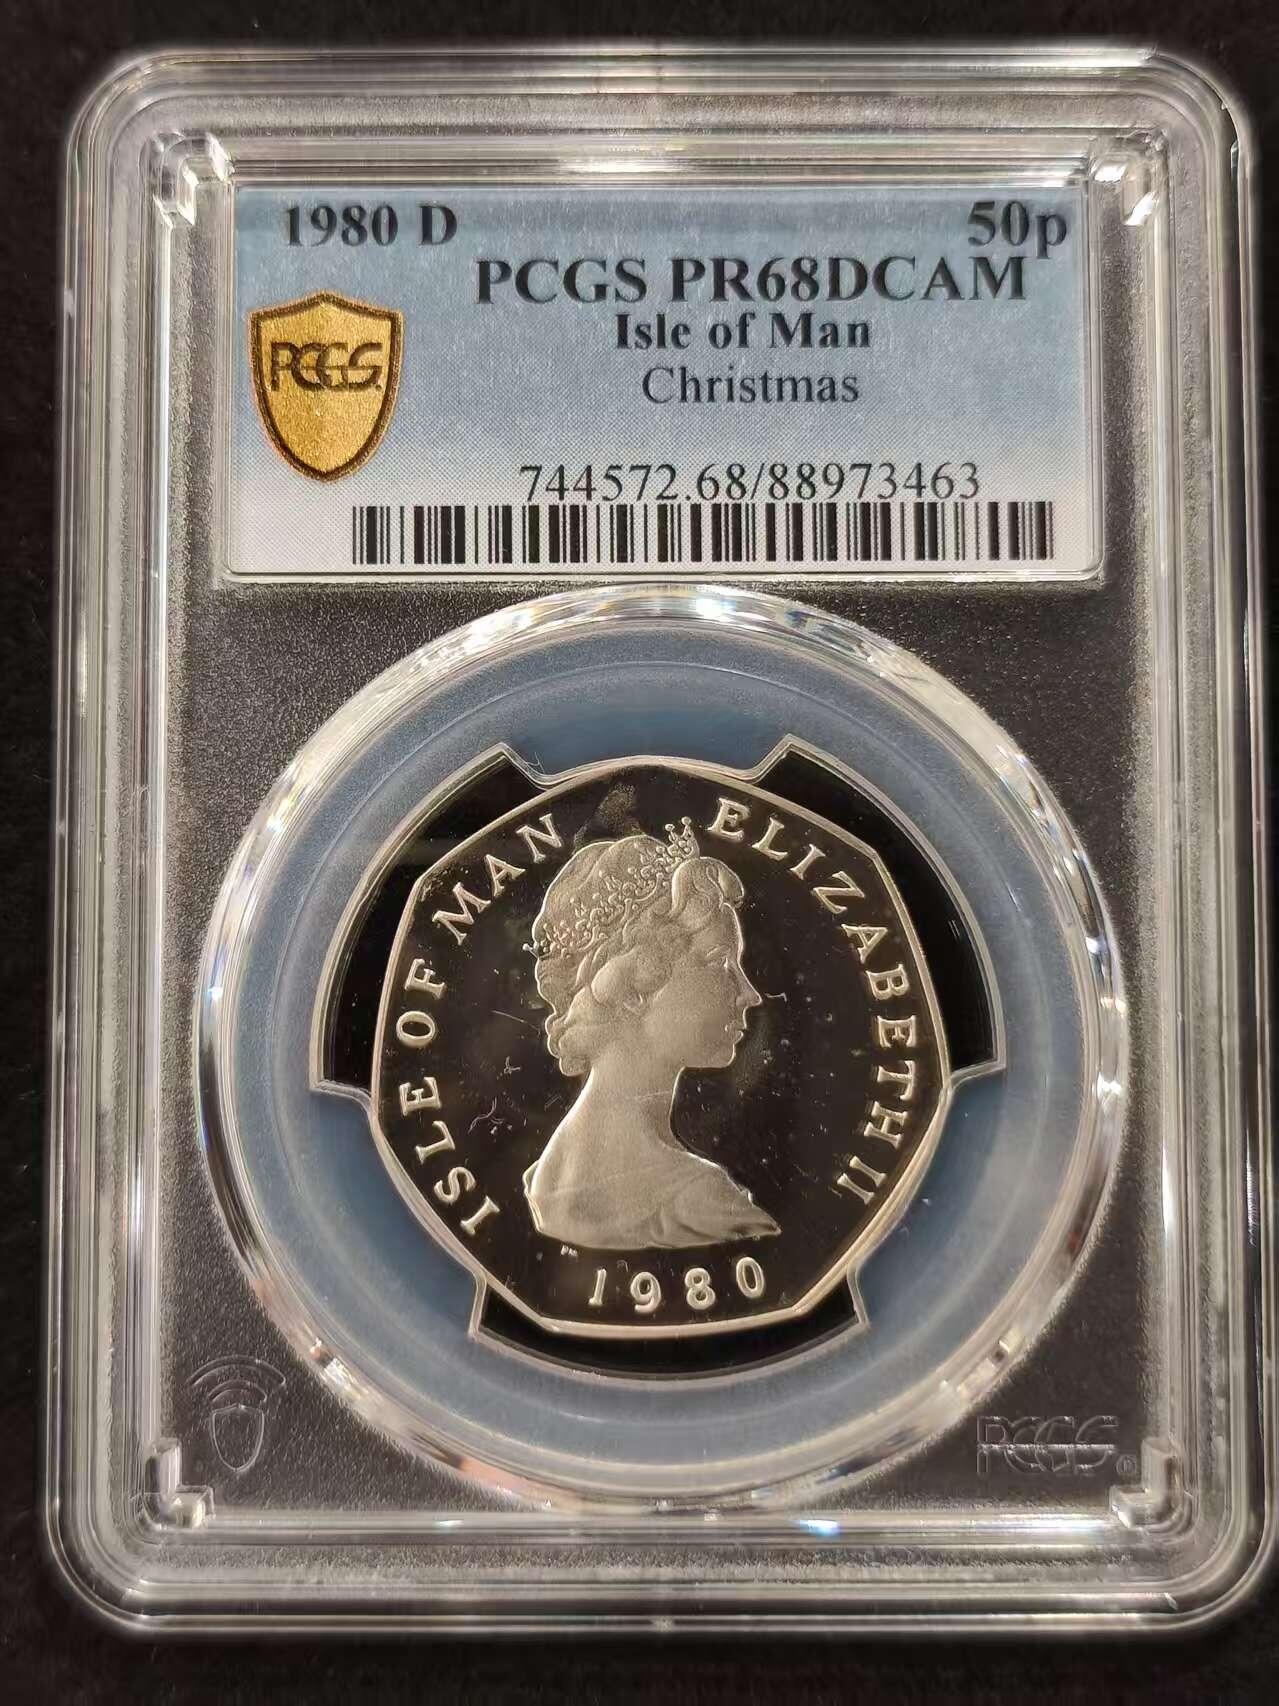 1980 D 50p
PCGS PR68DCAM
Isle of Man
Christmas
PCGS
744572.68/88973463
ISLE OF MAN ELIZABETH II
PM
1980
PCGS